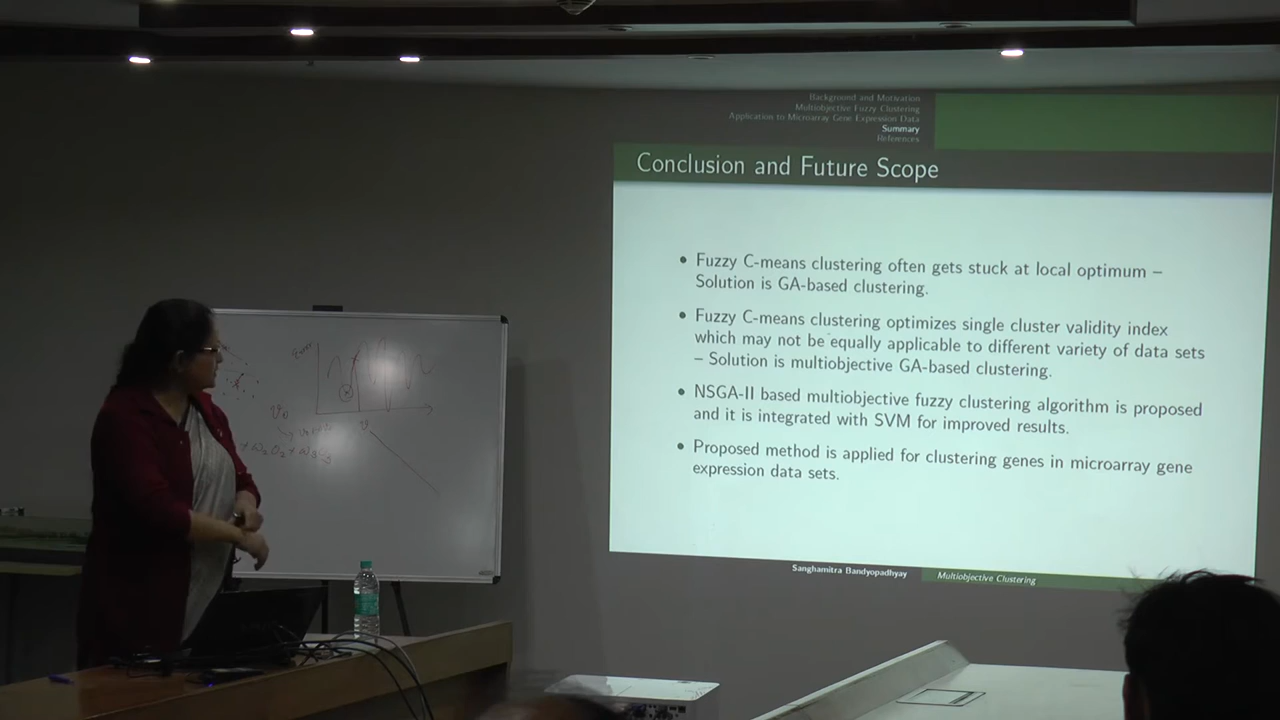 Background and Motivation
Multiobjective Fuzzy Clustering
Application to Microarray Gene Expression Data
Summary
References
Conclusion and Future Scope
• Fuzzy C-means clustering often gets stuck at local optimum –
Solution is GA-based clustering.
• Fuzzy C-means clustering optimizes single cluster validity index
which may not be equally applicable to different variety of data sets
– Solution is multiobjective GA-based clustering.
• NSGA-II based multiobjective fuzzy clustering algorithm is proposed
and it is integrated with SVM for improved results.
• Proposed method is applied for clustering genes in microarray gene
expression data sets.
Sanghamitra Bandyopadhyay
Multiobjective Clustering
Error